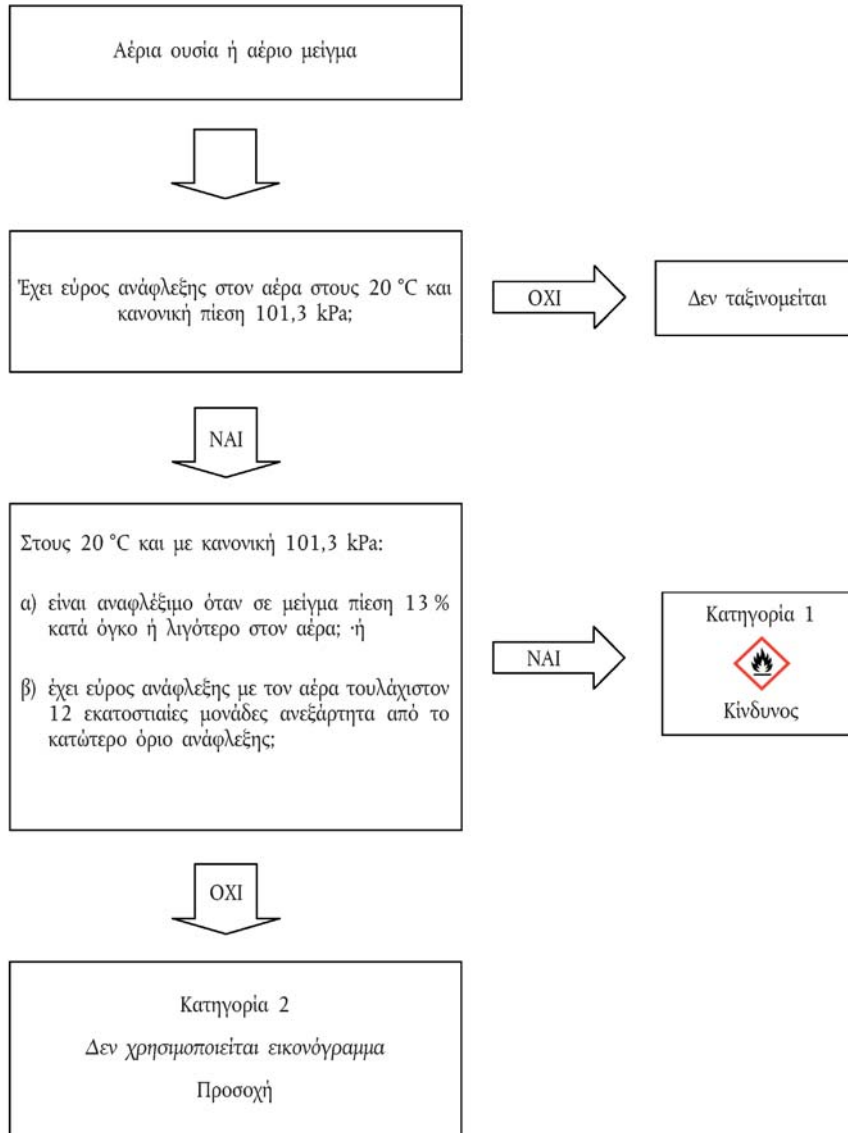 Αέρια ουσία ή αέριο μείγμα
Έχει εύρος ανάφλεξης στον αέρα στους 20 °C και
κανονική πίεση 101,3 kPa;
ΟΧΙ
Δεν ταξινομείται
ΝΑΙ
Στους 20 °C και με κανονική 101,3 kPa:
α) είναι αναφλέξιμο όταν σε μείγμα πίεση 13 %
κατά όγκο ή λιγότερο στον αέρα; ·ή
β) έχει εύρος ανάφλεξης με τον αέρα τουλάχιστον
12 εκατοστιαίες μονάδες ανεξάρτητα από το
κατώτερο όριο ανάφλεξης;
ΝΑΙ
Κατηγορία 1
Κίνδυνος
ΟΧΙ
Κατηγορία 2
Δεν χρησιμοποιείται εικονόγραμμα
Προσοχή